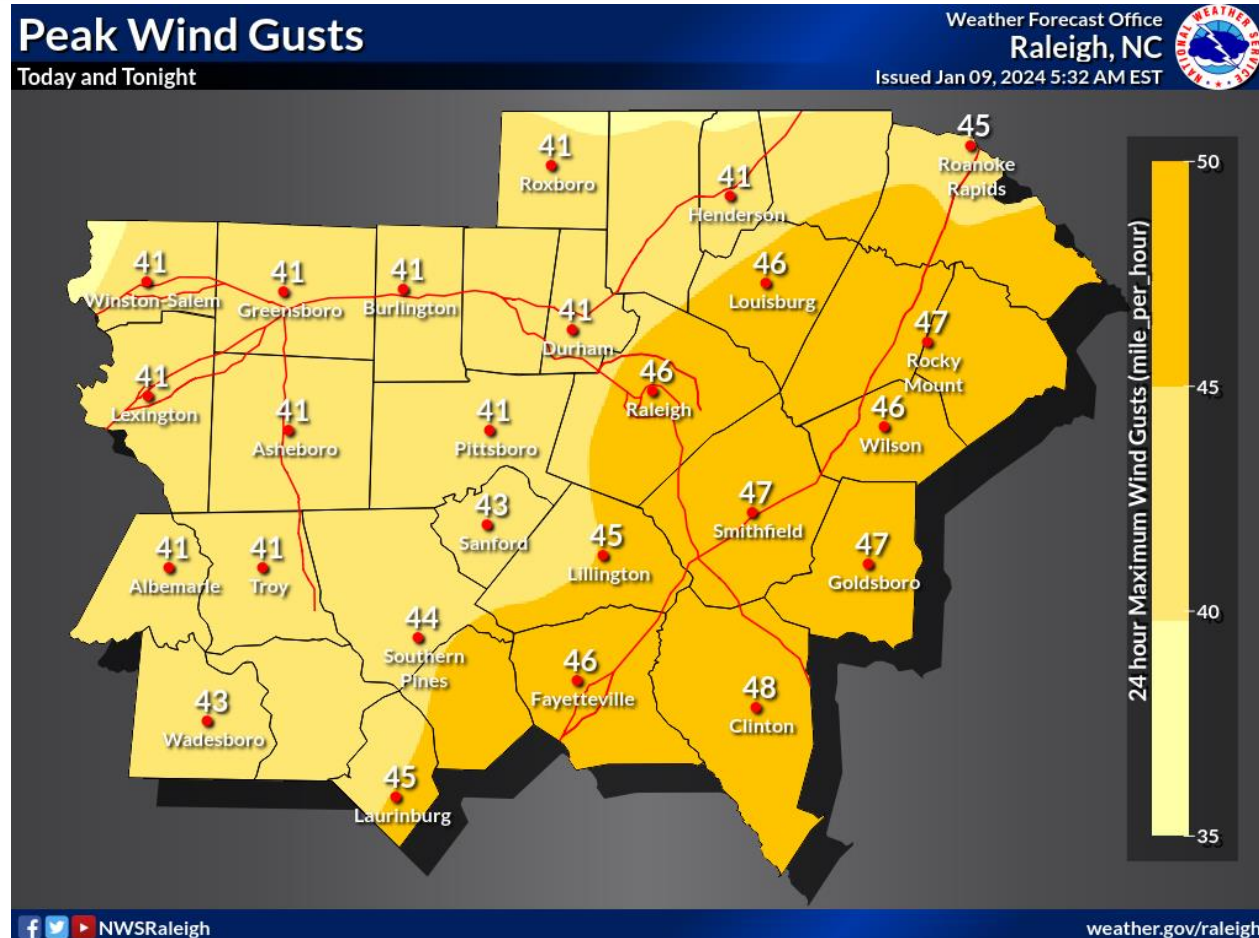 Peak Wind Gusts
Today and Tonight
Weather Forecast Office
Raleigh, NC
Issued Jan 09, 2024 5:32 AM EST
NATIONAL WEATHER SERVICE
45
Roanoke
Rapids
41
Roxboro
41
Henderson
41
Winston-Salem
41
Greensboro
41
Burlington
46
Louisburg
41
Durham
47
Rocky
Mount
41
Lexington
46
Raleigh
41
Asheboro
41
Pittsboro
46
Wilson
43
Sanford
47
Smithfield
41
Albemarle
41
Troy
45
Lillington
47
Goldsboro
44
Southern
Pines
46
Fayetteville
48
Clinton
43
Wadesboro
45
Laurinburg
24 hour Maximum Wind Gusts (mile_per_hour)
50
45
40
35
NWSRaleigh
weather.gov/raleigh